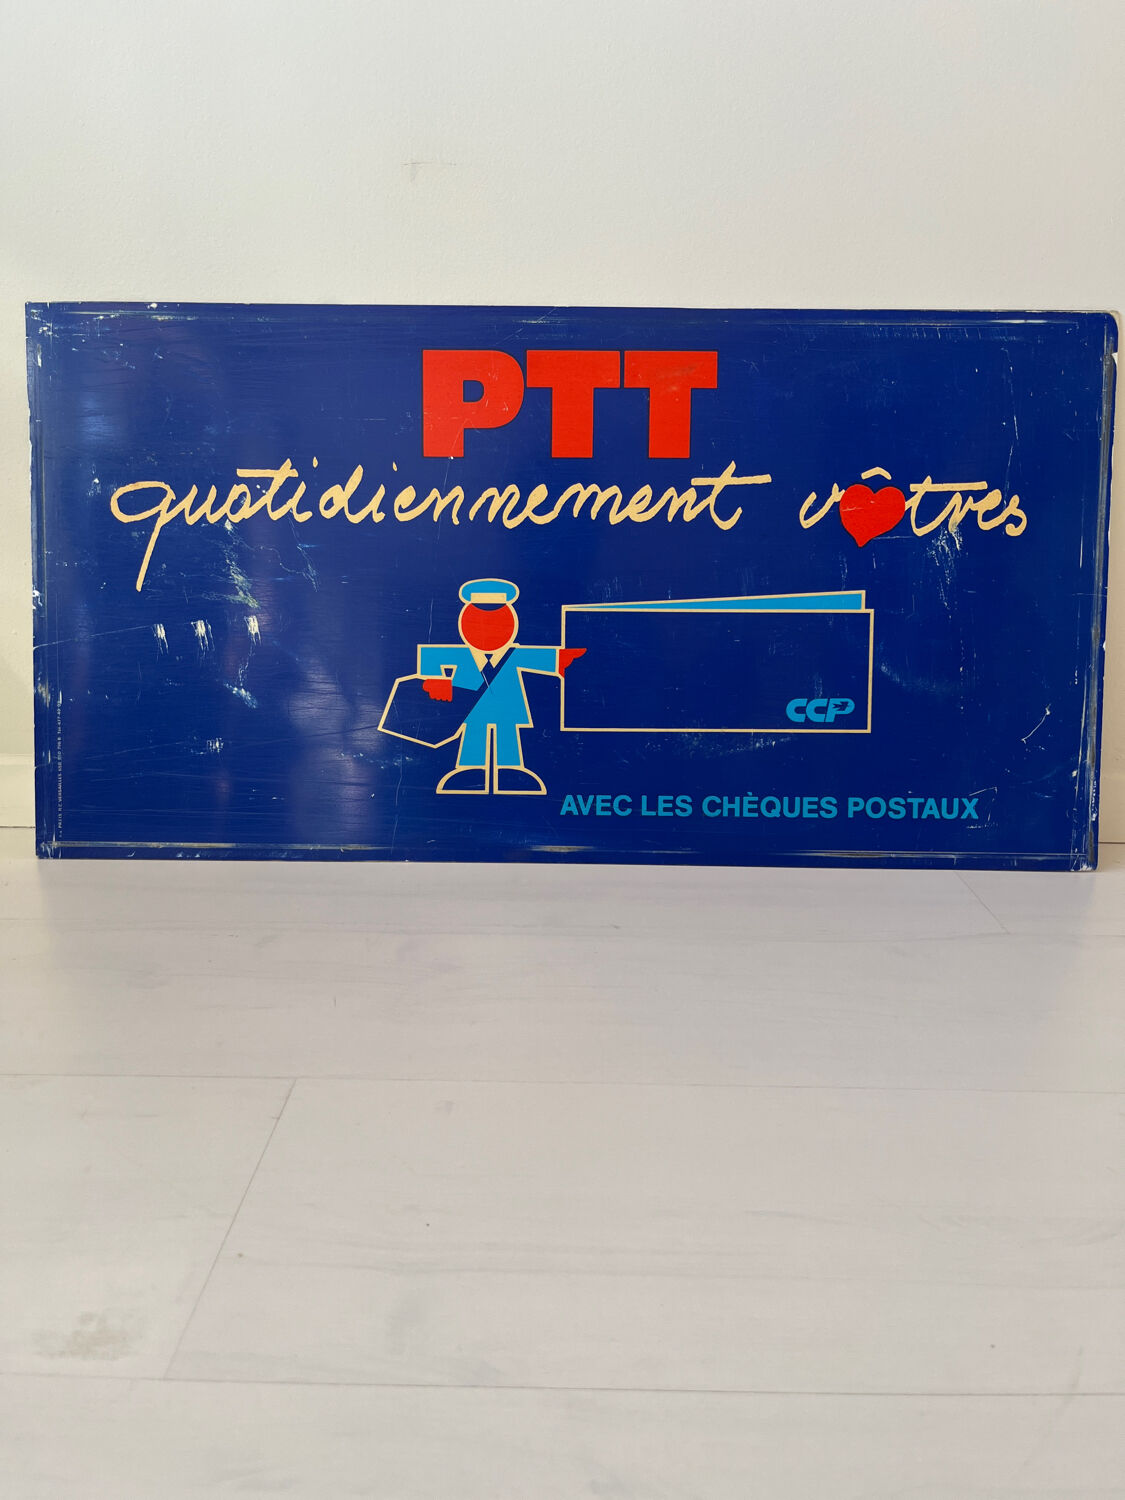 PTT
quotidiennement vôtres
CCP
AVEC LES CHÈQUES POSTAUX